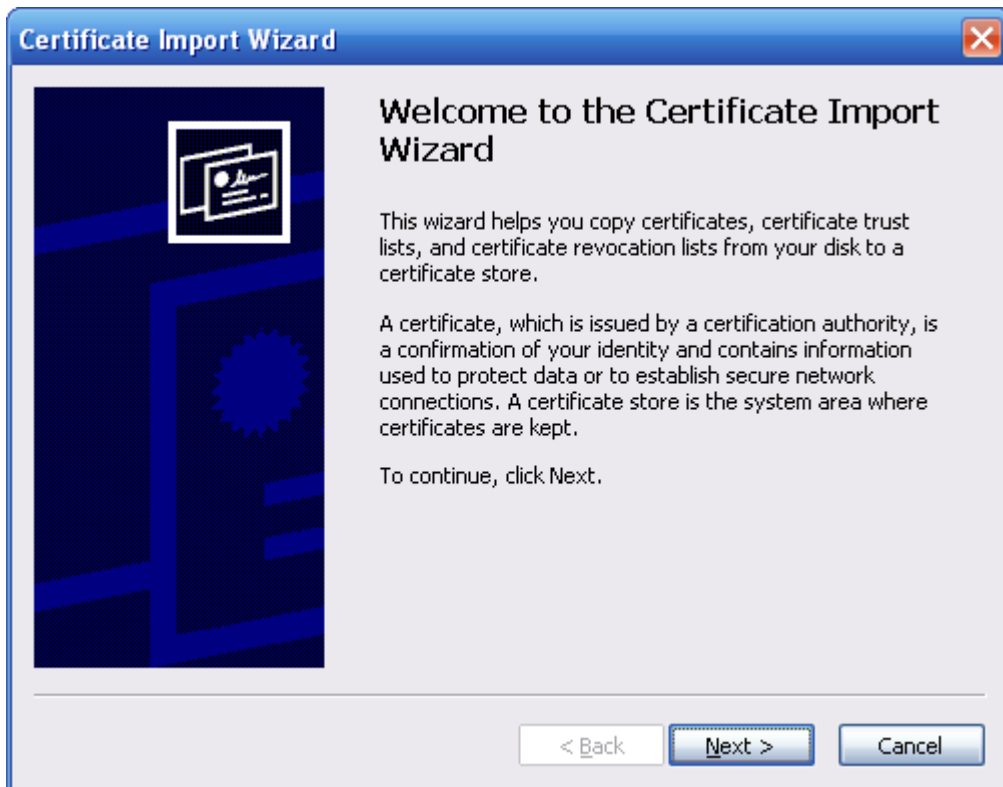 Certificate Import Wizard
Welcome to the Certificate Import
Wizard
This wizard helps you copy certificates, certificate trust
lists, and certificate revocation lists from your disk to a
certificate store.
A certificate, which is issued by a certification authority, is
a confirmation of your identity and contains information
used to protect data or to establish secure network
connections. A certificate store is the system area where
certificates are kept.
To continue, click Next.
< Back
Next >
Cancel